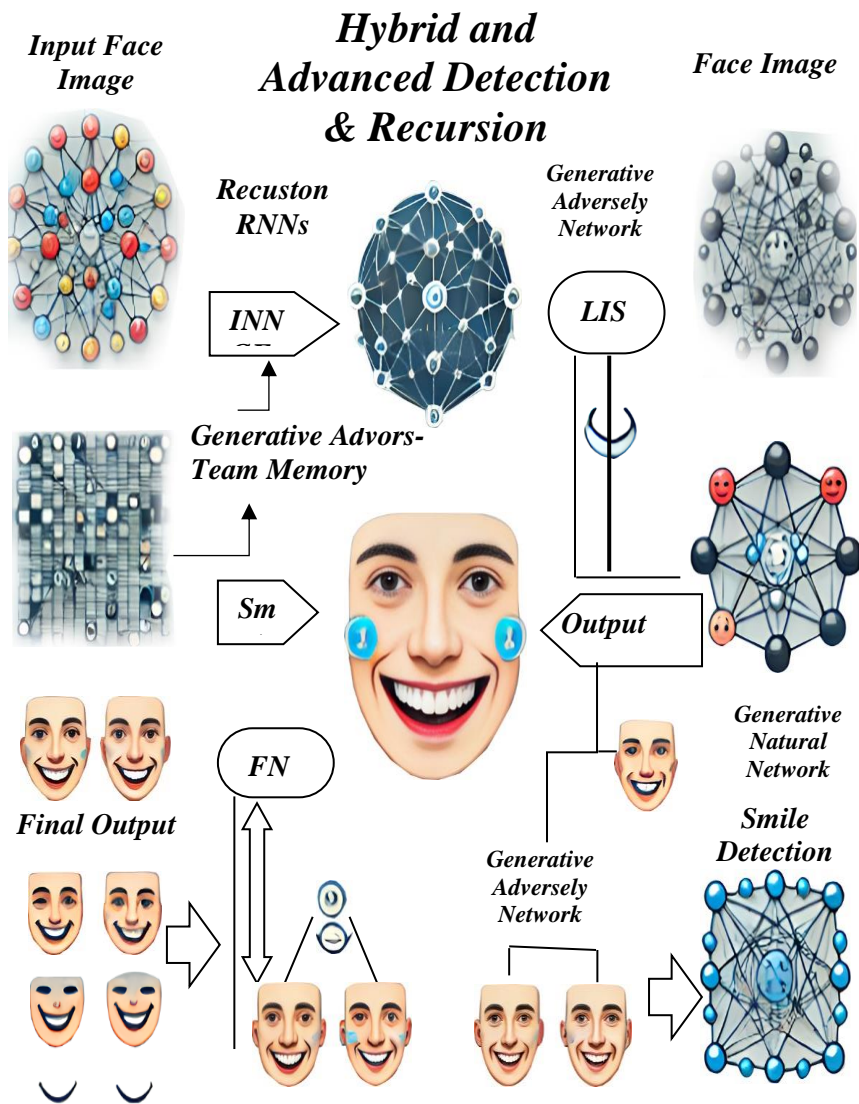 Hybrid and
Advanced Detection
& Recursion
Input Face
Image
Face Image
Recuston
RNNs
Generative
Adversely
Network
INN
LIS
Generative Advors-
Team Memory
Sm
Output
FN
Generative
Natural
Network
Final Output
Smile
Detection
Generative
Adversely
Network